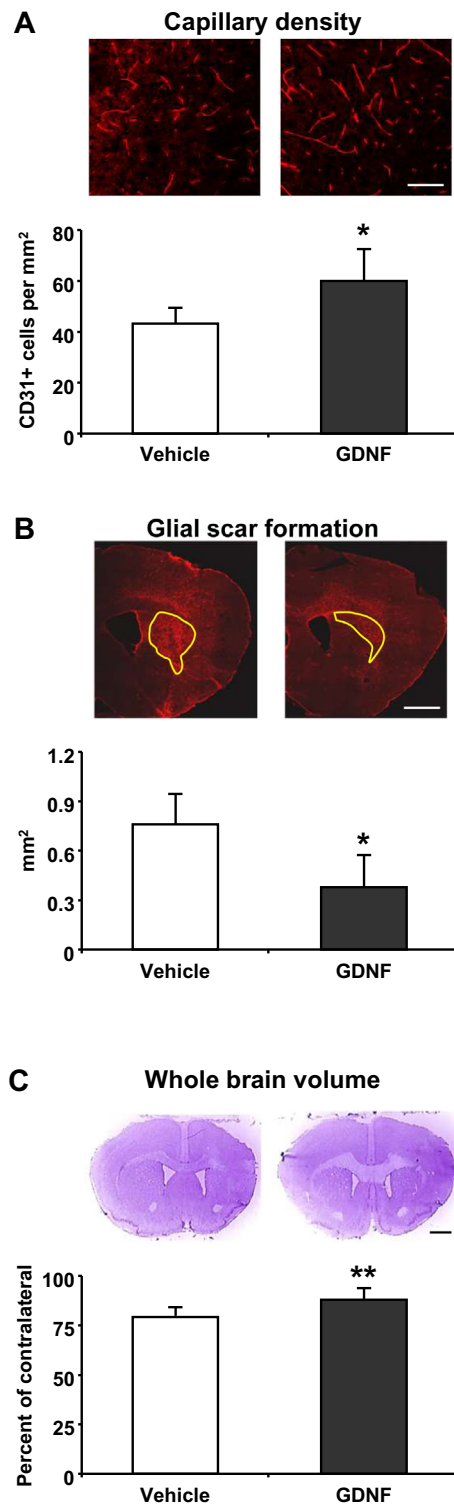 A Capillary density
CD31+ cells per mm²
80
*
60
40
20
0
Vehicle GDNF
B Glial scar formation
mm²
1.2
0.9
0.6
*
0.3
0
Vehicle GDNF
C Whole brain volume
Percent of contralateral
100
**
75
50
25
0
Vehicle GDNF